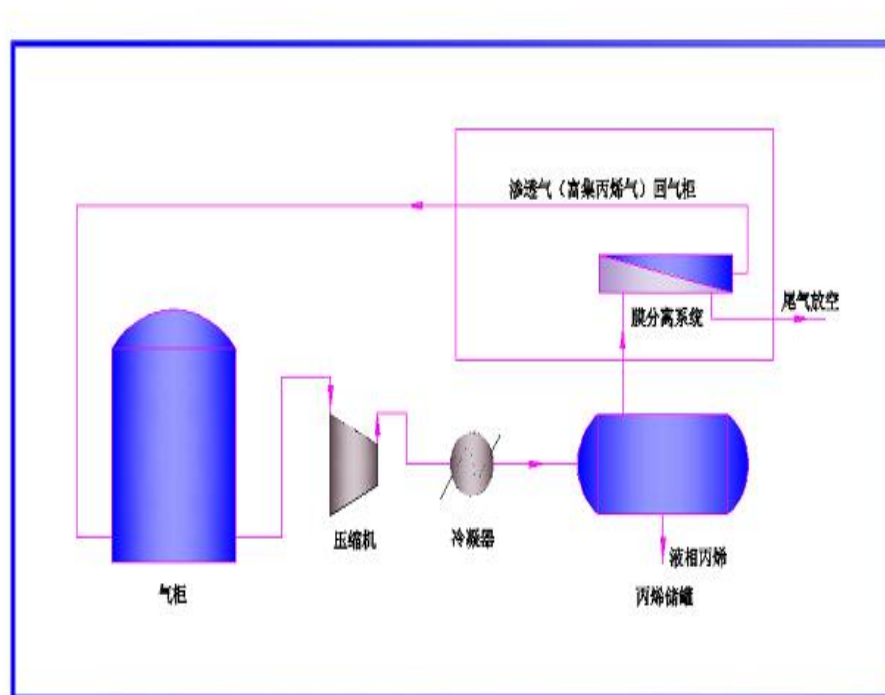 渗透气（富集丙烯气）回气柜
尾气放空
膜分离系统
压缩机
冷凝器
液相丙烯
气柜
丙烯储罐